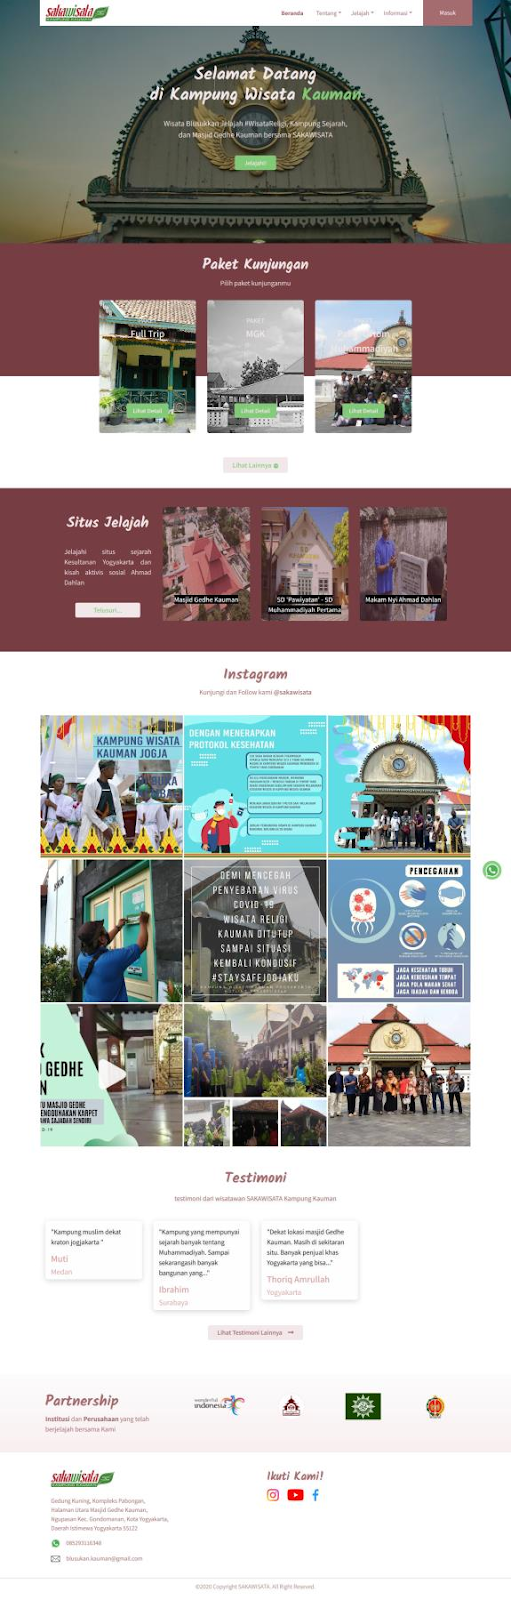 sakawisata
Beranda
Tentang
Jelajah
Informasi
Masuk
Selamat Datang
di Kampung Wisata Kauman
Wisata Blusukkan Jelajah #WisataReligi, Kampung Sejarah,
dan Masjid Gedhe Kauman bersama SAKAWISATA
Jelajahi!
Paket Kunjungan
Pilih paket kunjunganmu
Full Trip
PAKET
MGK
Muhammadiyah
Lihat Detail
Lihat Detail
Lihat Detail
Lihat Lainnya
Situs Jelajah
Jelajahi situs sejarah
Kesultanan Yogyakarta dan
kisah aktivis sosial Ahmad
Dahlan
Telusuri...
Masjid Gedhe Kauman
SD 'Pawiyatan' - SD
Muhammadiyah Pertama
Makam Nyi Ahmad Dahlan
Instagram
Kunjungi dan Follow kami @sakawisata
KAMPUNG WISATA
KAUMAN JOGJA
DENGAN MENERAPKAN
PROTOKOL KESEHATAN
DEMI MENCEGAH
PENYEBARAN VIRUS
COVID-19
WISATA RELIGI
KAUMAN DITUTUP
SAMPAI SITUASI
KEMBALI KONDUSIF
#STAYSAFEJOGJAKU
PENCEGAHAN
JAGA KESEHATAN TUBUH
JAGA KEBERSIHAN TEMPAT
JAGA POLA MAKAN SEHAT
JAGA IBADAH DAN BERDOA
GEDHE
MASJID GEDHE
MENGGUNAKAN KARPET
SAJADAH SENDIRI
Testimoni
testimoni dari wisatawan SAKAWISATA Kampung Kauman
"Kampung muslim dekat
kraton jogjakarta "
Muti
Medan
"Kampung yang mempunyai
sejarah banyak tentang
Muhammadiyah. Sampai
sekarangasih banyak
bangunan yang..."
Ibrahim
Surabaya
"Dekat lokasi masjid Gedhe
Kauman. Masih di sekitaran
situ. Banyak penjual khas
Yogyakarta yang bisa..."
Thoriq Amrullah
Yogyakarta
Lihat Testimoni Lainnya →
Partnership
Institusi dan Perusahaan yang telah
berjelajah bersama Kami
wonderful
indonesia
sakawisata
Gedung Kuning, Kompleks Pabongan,
Halaman Utara Masjid Gedhe Kauman,
Ngupasan Kec. Gondomanan, Kota Yogyakarta,
Daerah Istimewa Yogyakarta 55122
085293116348
blusukan.kauman@gmail.com
Ikuti Kami!
©2020 Copyright SAKAWISATA. All Right Reserved.